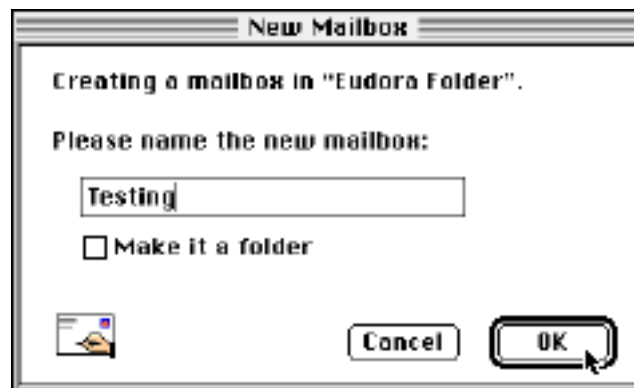 New Mailbox
Creating a mailbox in “Eudora Folder”.
Please name the new mailbox:
Testing
Make it a folder
Cancel
OK